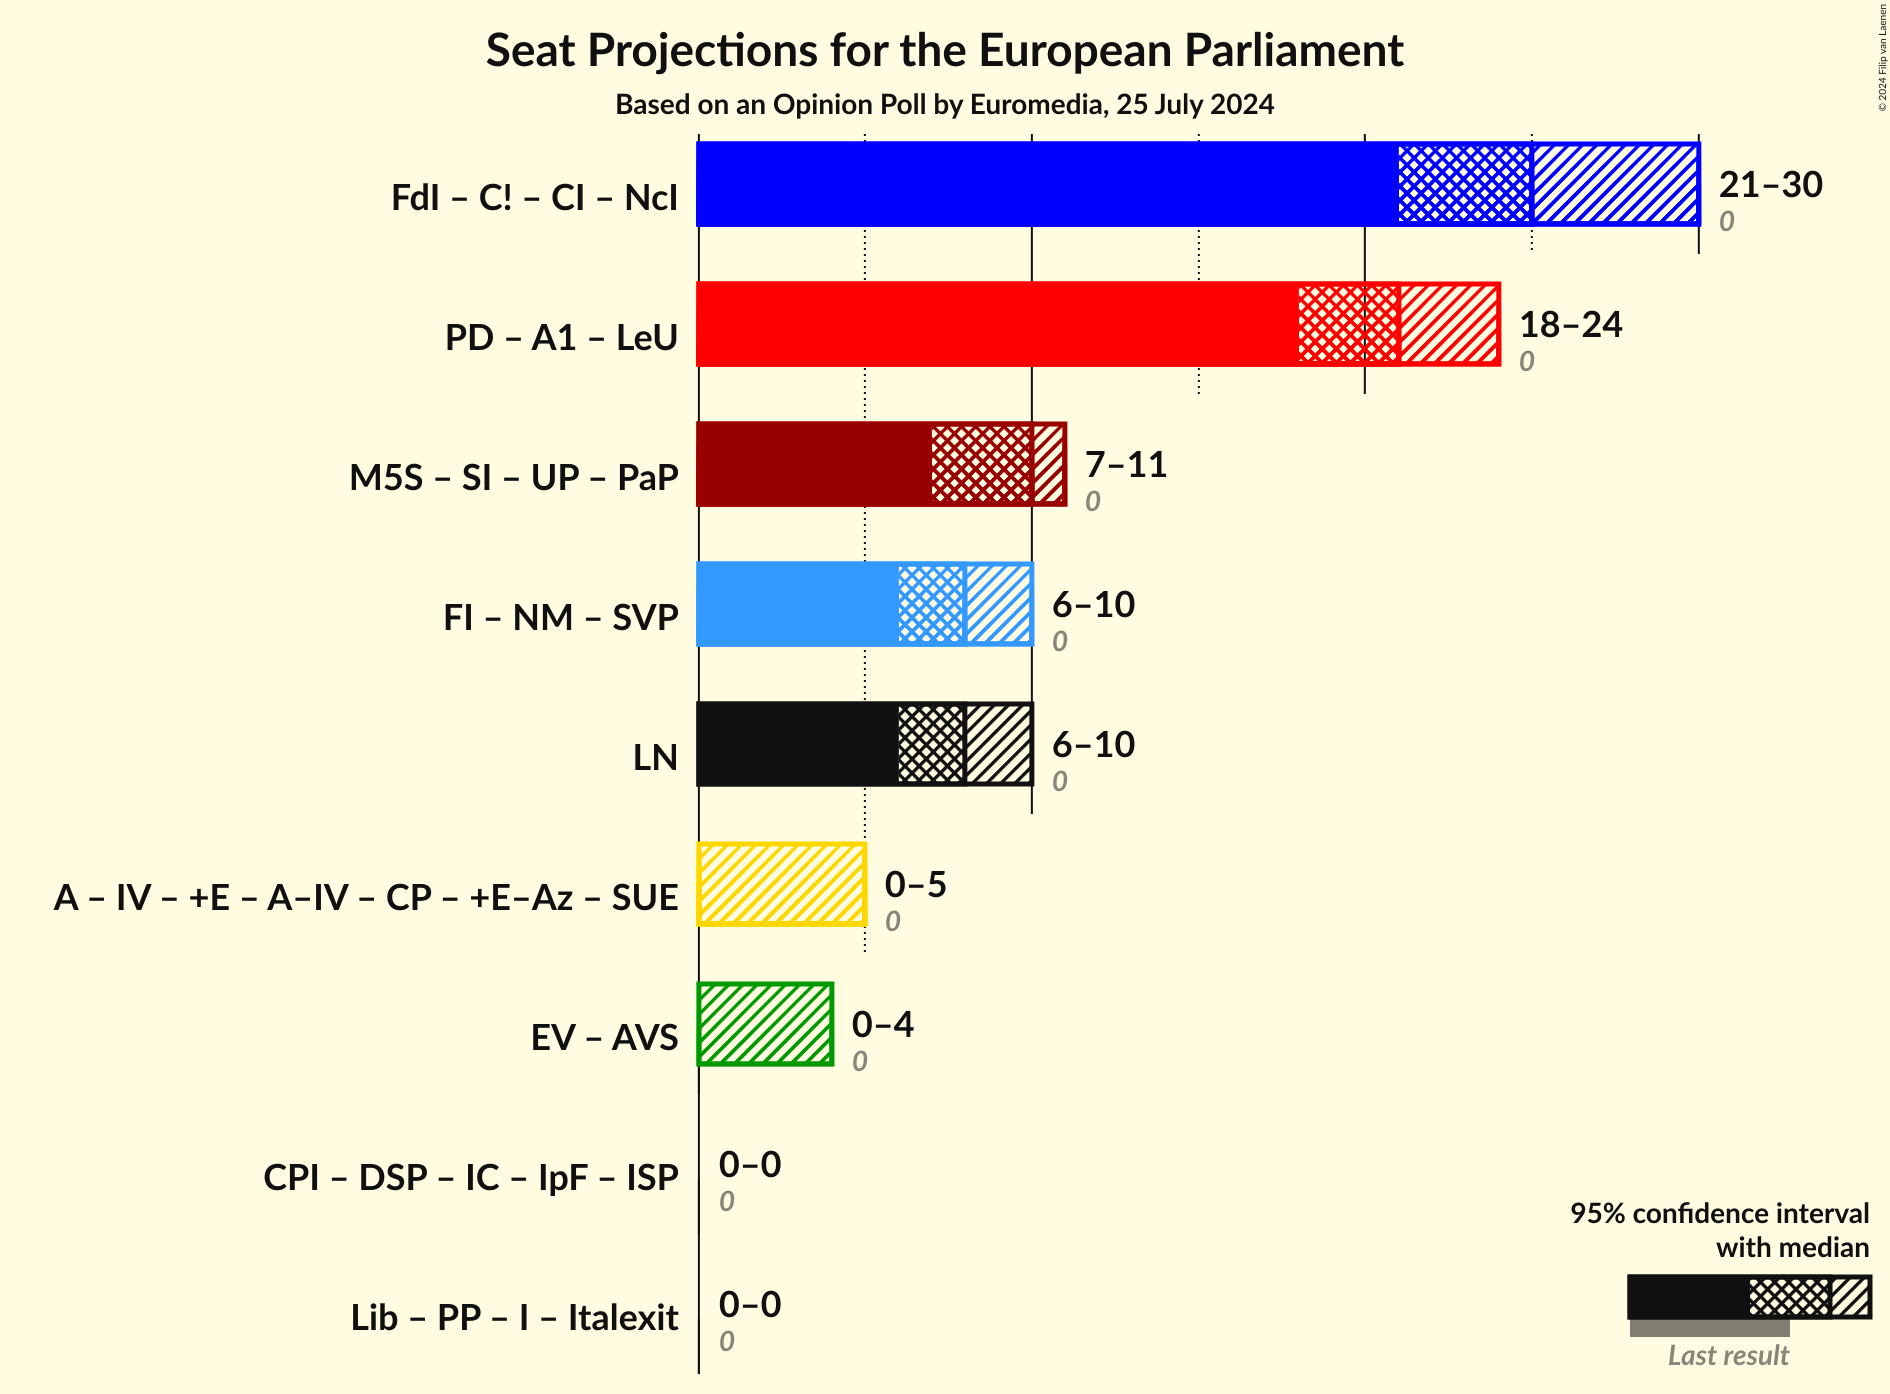 Seat Projections for the European Parliament
Based on an Opinion Poll by Euromedia, 25 July 2024
© 2024 Filip van Laenen
FdI – C! – CI – NcI
21–30
0
PD – A1 – LeU
18–24
0
M5S – SI – UP – PaP
7–11
0
FI – NM – SVP
6–10
0
LN
6–10
0
A – IV – +E – A–IV – CP – +E–Az – SUE
0–5
0
EV – AVS
0–4
0
CPI – DSP – IC – IpF – ISP
0–0
0
Lib – PP – I – Italexit
0–0
0
95% confidence interval
with median
Last result